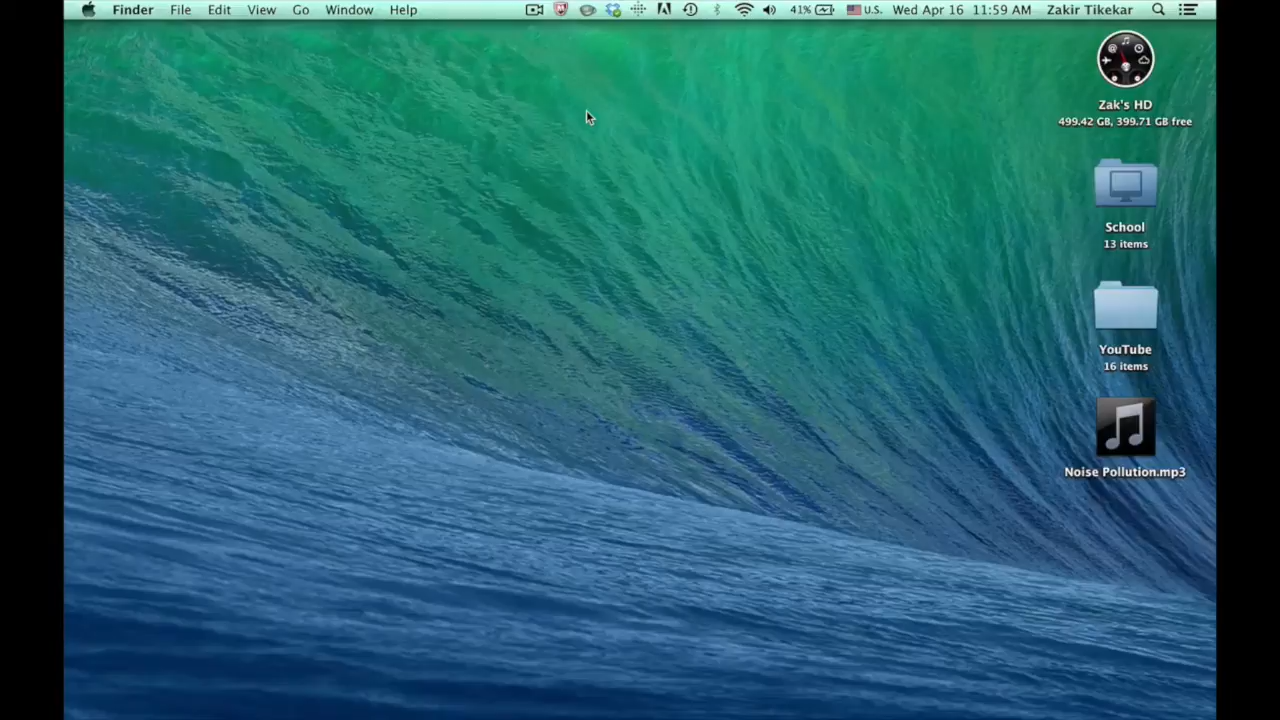 Finder File Edit View Go Window Help 41% U.S. Wed Apr 16 11:59 AM Zakir Tikekar
Zak's HD
499.42 GB, 399.71 GB free
School
13 items
YouTube
16 items
Noise Pollution.mp3